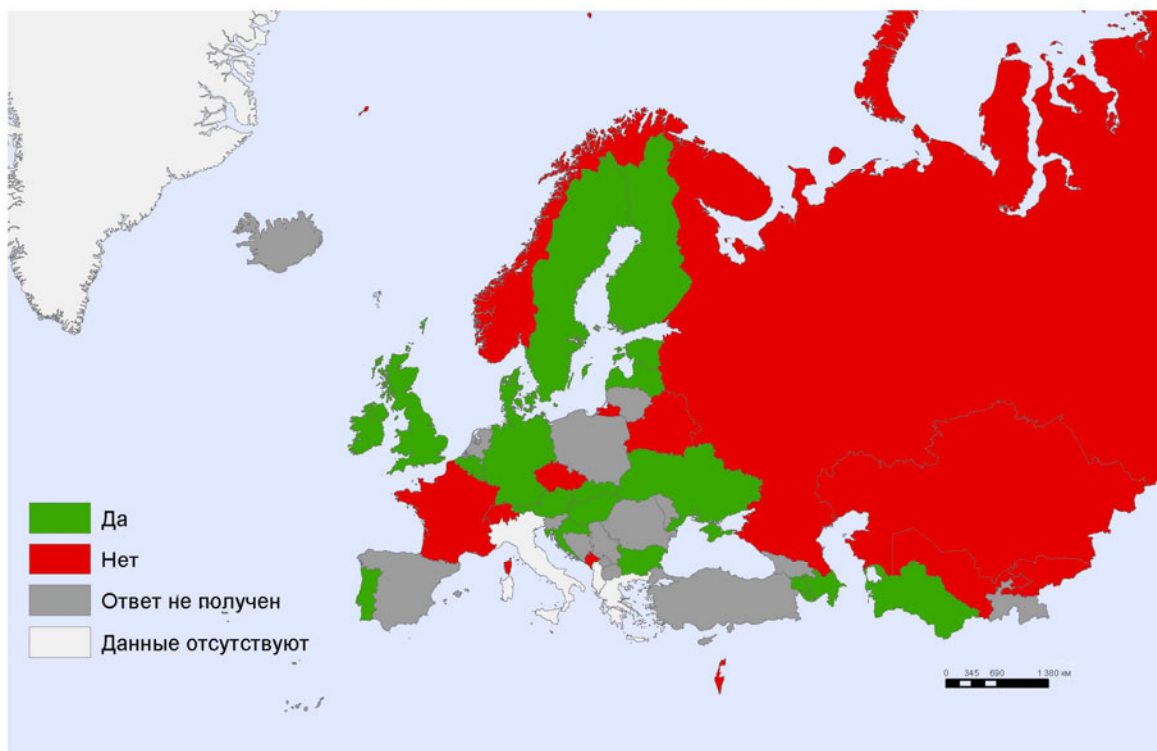 Да
Нет
Ответ не получен
Данные отсутствуют
0 345 690 1 380 км